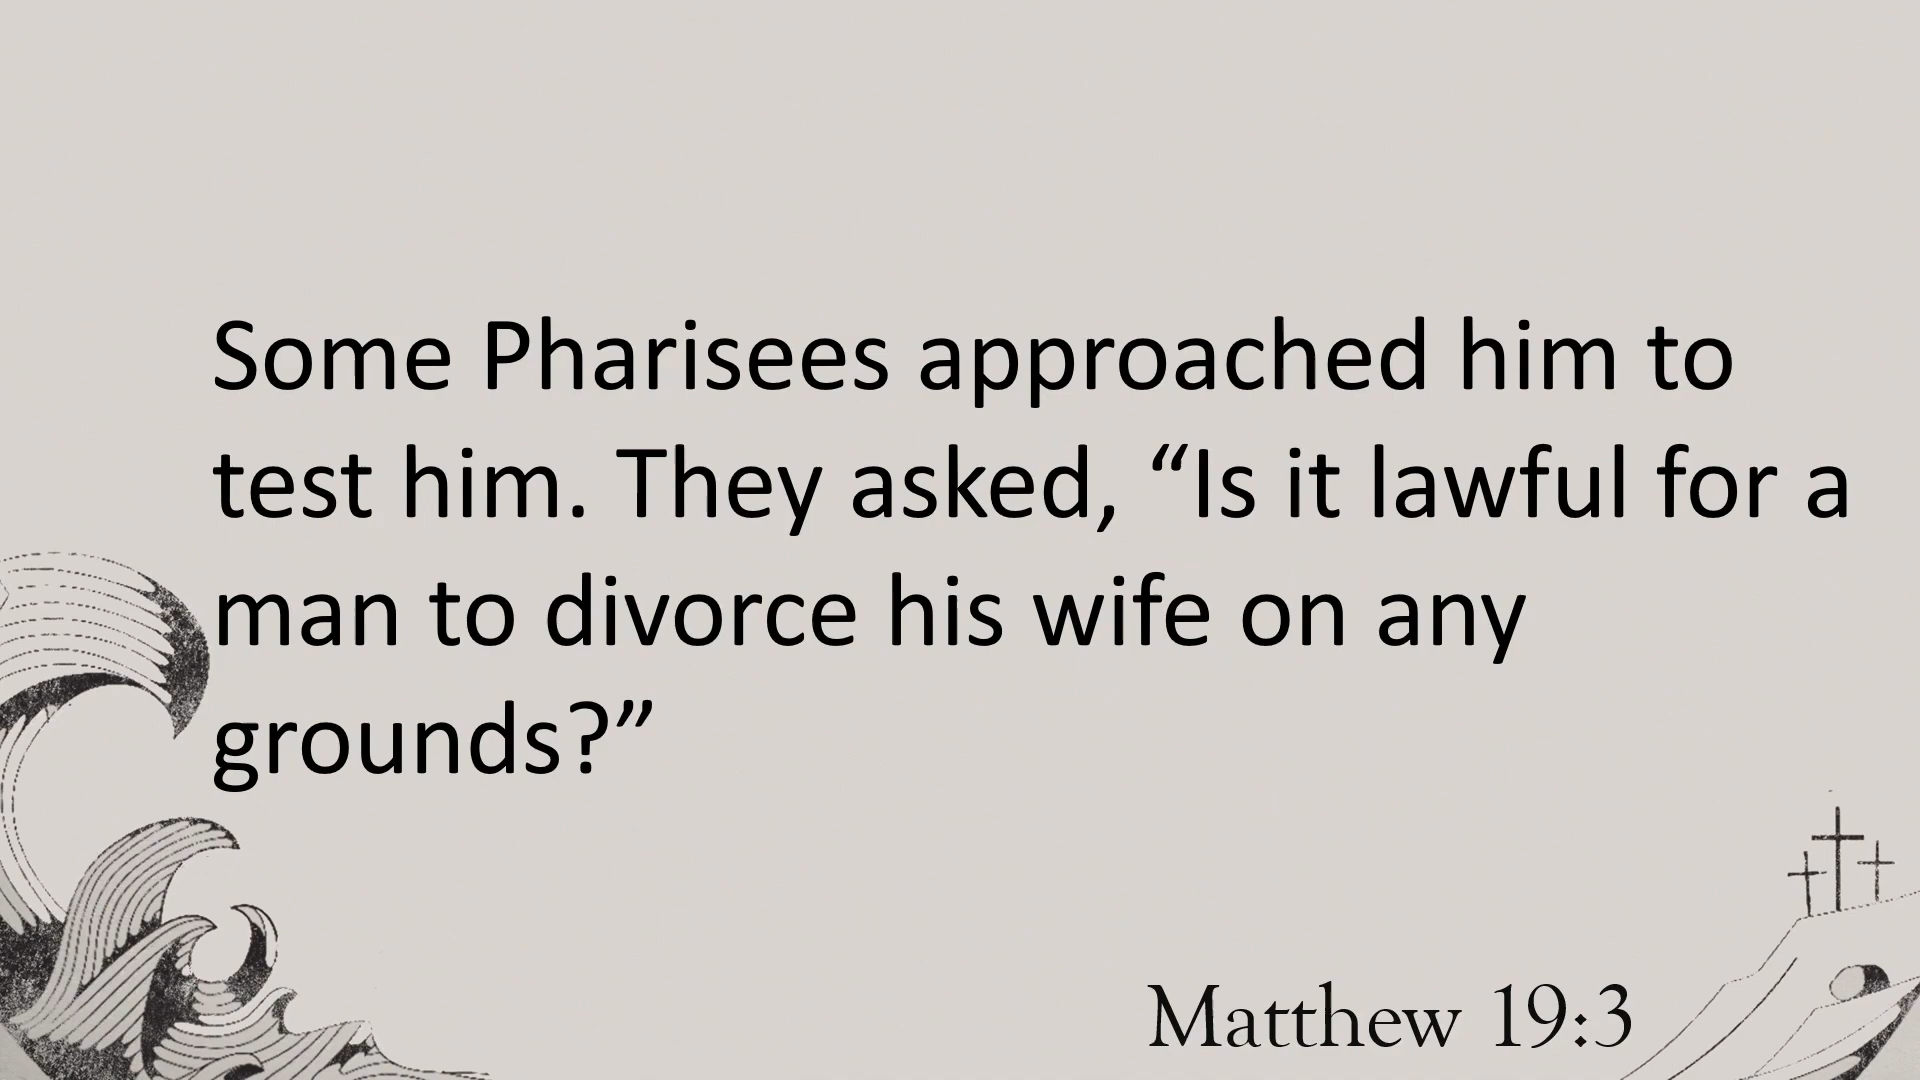 Some Pharisees approached him to
test him. They asked, “Is it lawful for a
man to divorce his wife on any
grounds?”
Matthew 19:3